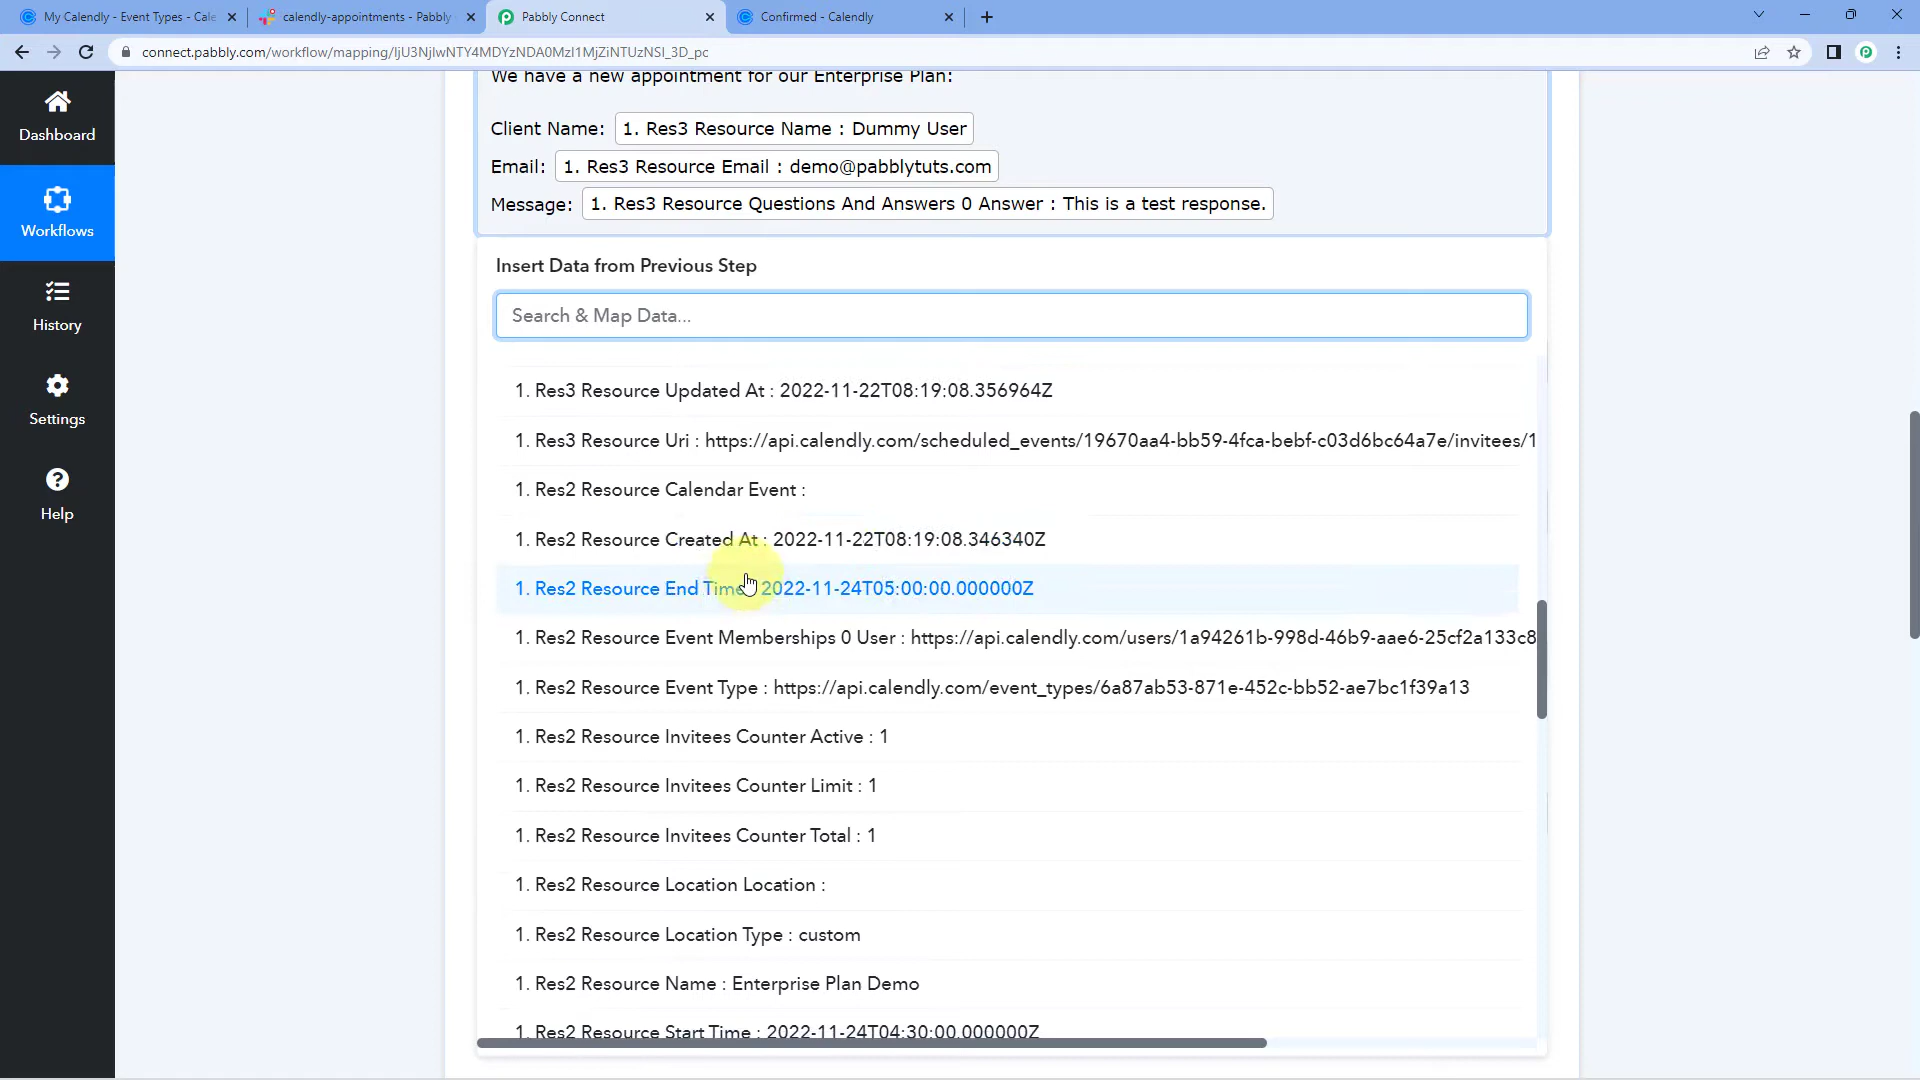 My Calendly - Event Types - Cale
calendly-appointments - Pabbly
Pabbly Connect
Confirmed - Calendly
connect.pabbly.com/workflow/mapping/IjU3NjIwNTY4MDYzNDA0MzI1MjZiNTUzNSI_3D_pc
Dashboard
Workflows
History
Settings
Help
We have a new appointment for our Enterprise Plan:
Client Name: 1. Res3 Resource Name : Dummy User
Email: 1. Res3 Resource Email : demo@pabblytuts.com
Message: 1. Res3 Resource Questions And Answers 0 Answer : This is a test response.
Insert Data from Previous Step
Search & Map Data...
1. Res3 Resource Updated At : 2022-11-22T08:19:08.356964Z
1. Res3 Resource Uri : https://api.calendly.com/scheduled_events/19670aa4-bb59-4fca-bebf-c03d6bc64a7e/invitees/1
1. Res2 Resource Calendar Event :
1. Res2 Resource Created At : 2022-11-22T08:19:08.346340Z
1. Res2 Resource End Time : 2022-11-24T05:00:00.000000Z
1. Res2 Resource Event Memberships 0 User : https://api.calendly.com/users/1a94261b-998d-46b9-aae6-25cf2a133c8
1. Res2 Resource Event Type : https://api.calendly.com/event_types/6a87ab53-871e-452c-bb52-ae7bc1f39a13
1. Res2 Resource Invitees Counter Active : 1
1. Res2 Resource Invitees Counter Limit : 1
1. Res2 Resource Invitees Counter Total : 1
1. Res2 Resource Location Location :
1. Res2 Resource Location Type : custom
1. Res2 Resource Name : Enterprise Plan Demo
1. Res2 Resource Start Time : 2022-11-24T04:30:00.000000Z